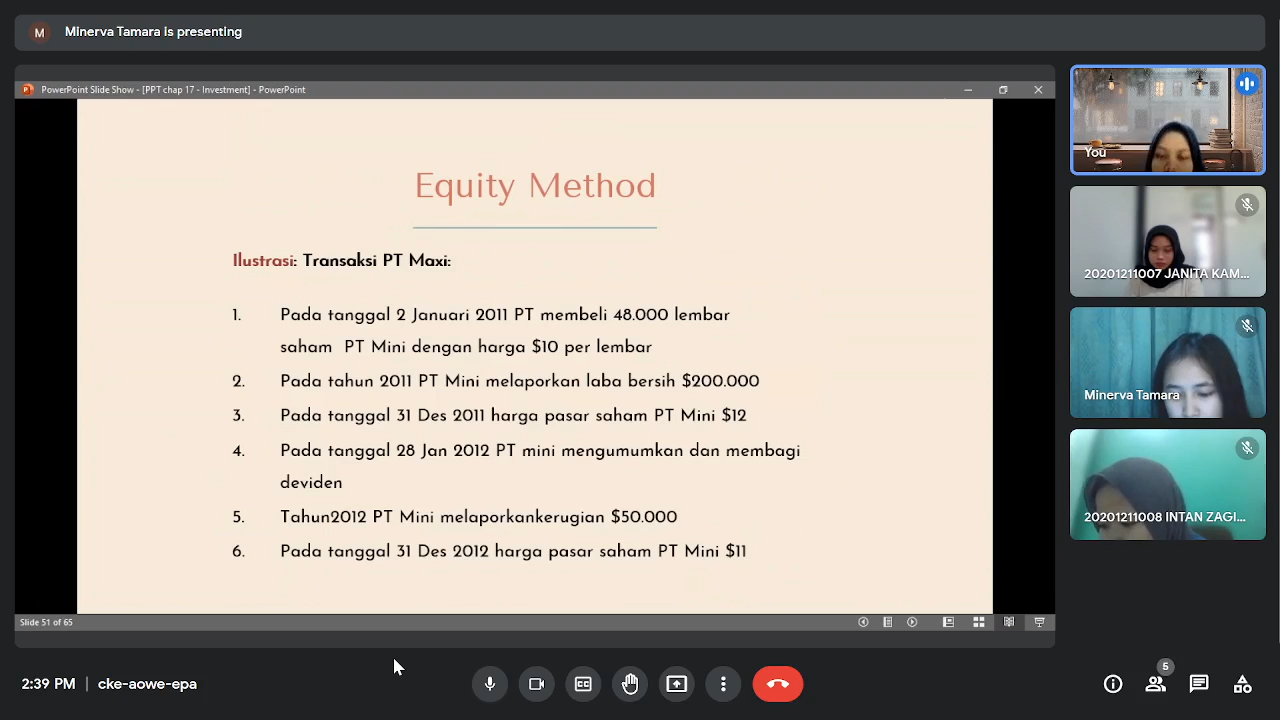 M Minerva Tamara is presenting
PowerPoint Slide Show - [PPT chap 17 - Investment] - PowerPoint
Equity Method
Ilustrasi: Transaksi PT Maxi:
1. Pada tanggal 2 Januari 2011 PT membeli 48.000 lembar
saham PT Mini dengan harga $10 per lembar
2. Pada tahun 2011 PT Mini melaporkan laba bersih $200.000
3. Pada tanggal 31 Des 2011 harga pasar saham PT Mini $12
4. Pada tanggal 28 Jan 2012 PT mini mengumumkan dan membagi
deviden
5. Tahun2012 PT Mini melaporkankerugian $50.000
6. Pada tanggal 31 Des 2012 harga pasar saham PT Mini $11
Slide 51 of 65
You
20201211007 JANITA KAM...
Minerva Tamara
20201211008 INTAN ZAGI...
2:39 PM | cke-aowe-epa
5